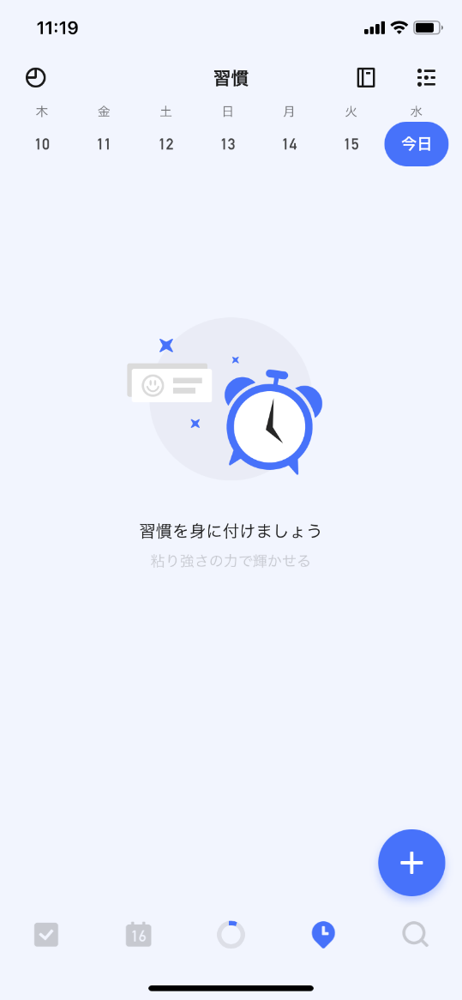 11:19
習慣
木 金 土 日 月 火 水
10 11 12 13 14 15 今日
習慣を身に付けましょう
粘り強さの力で輝かせる
16